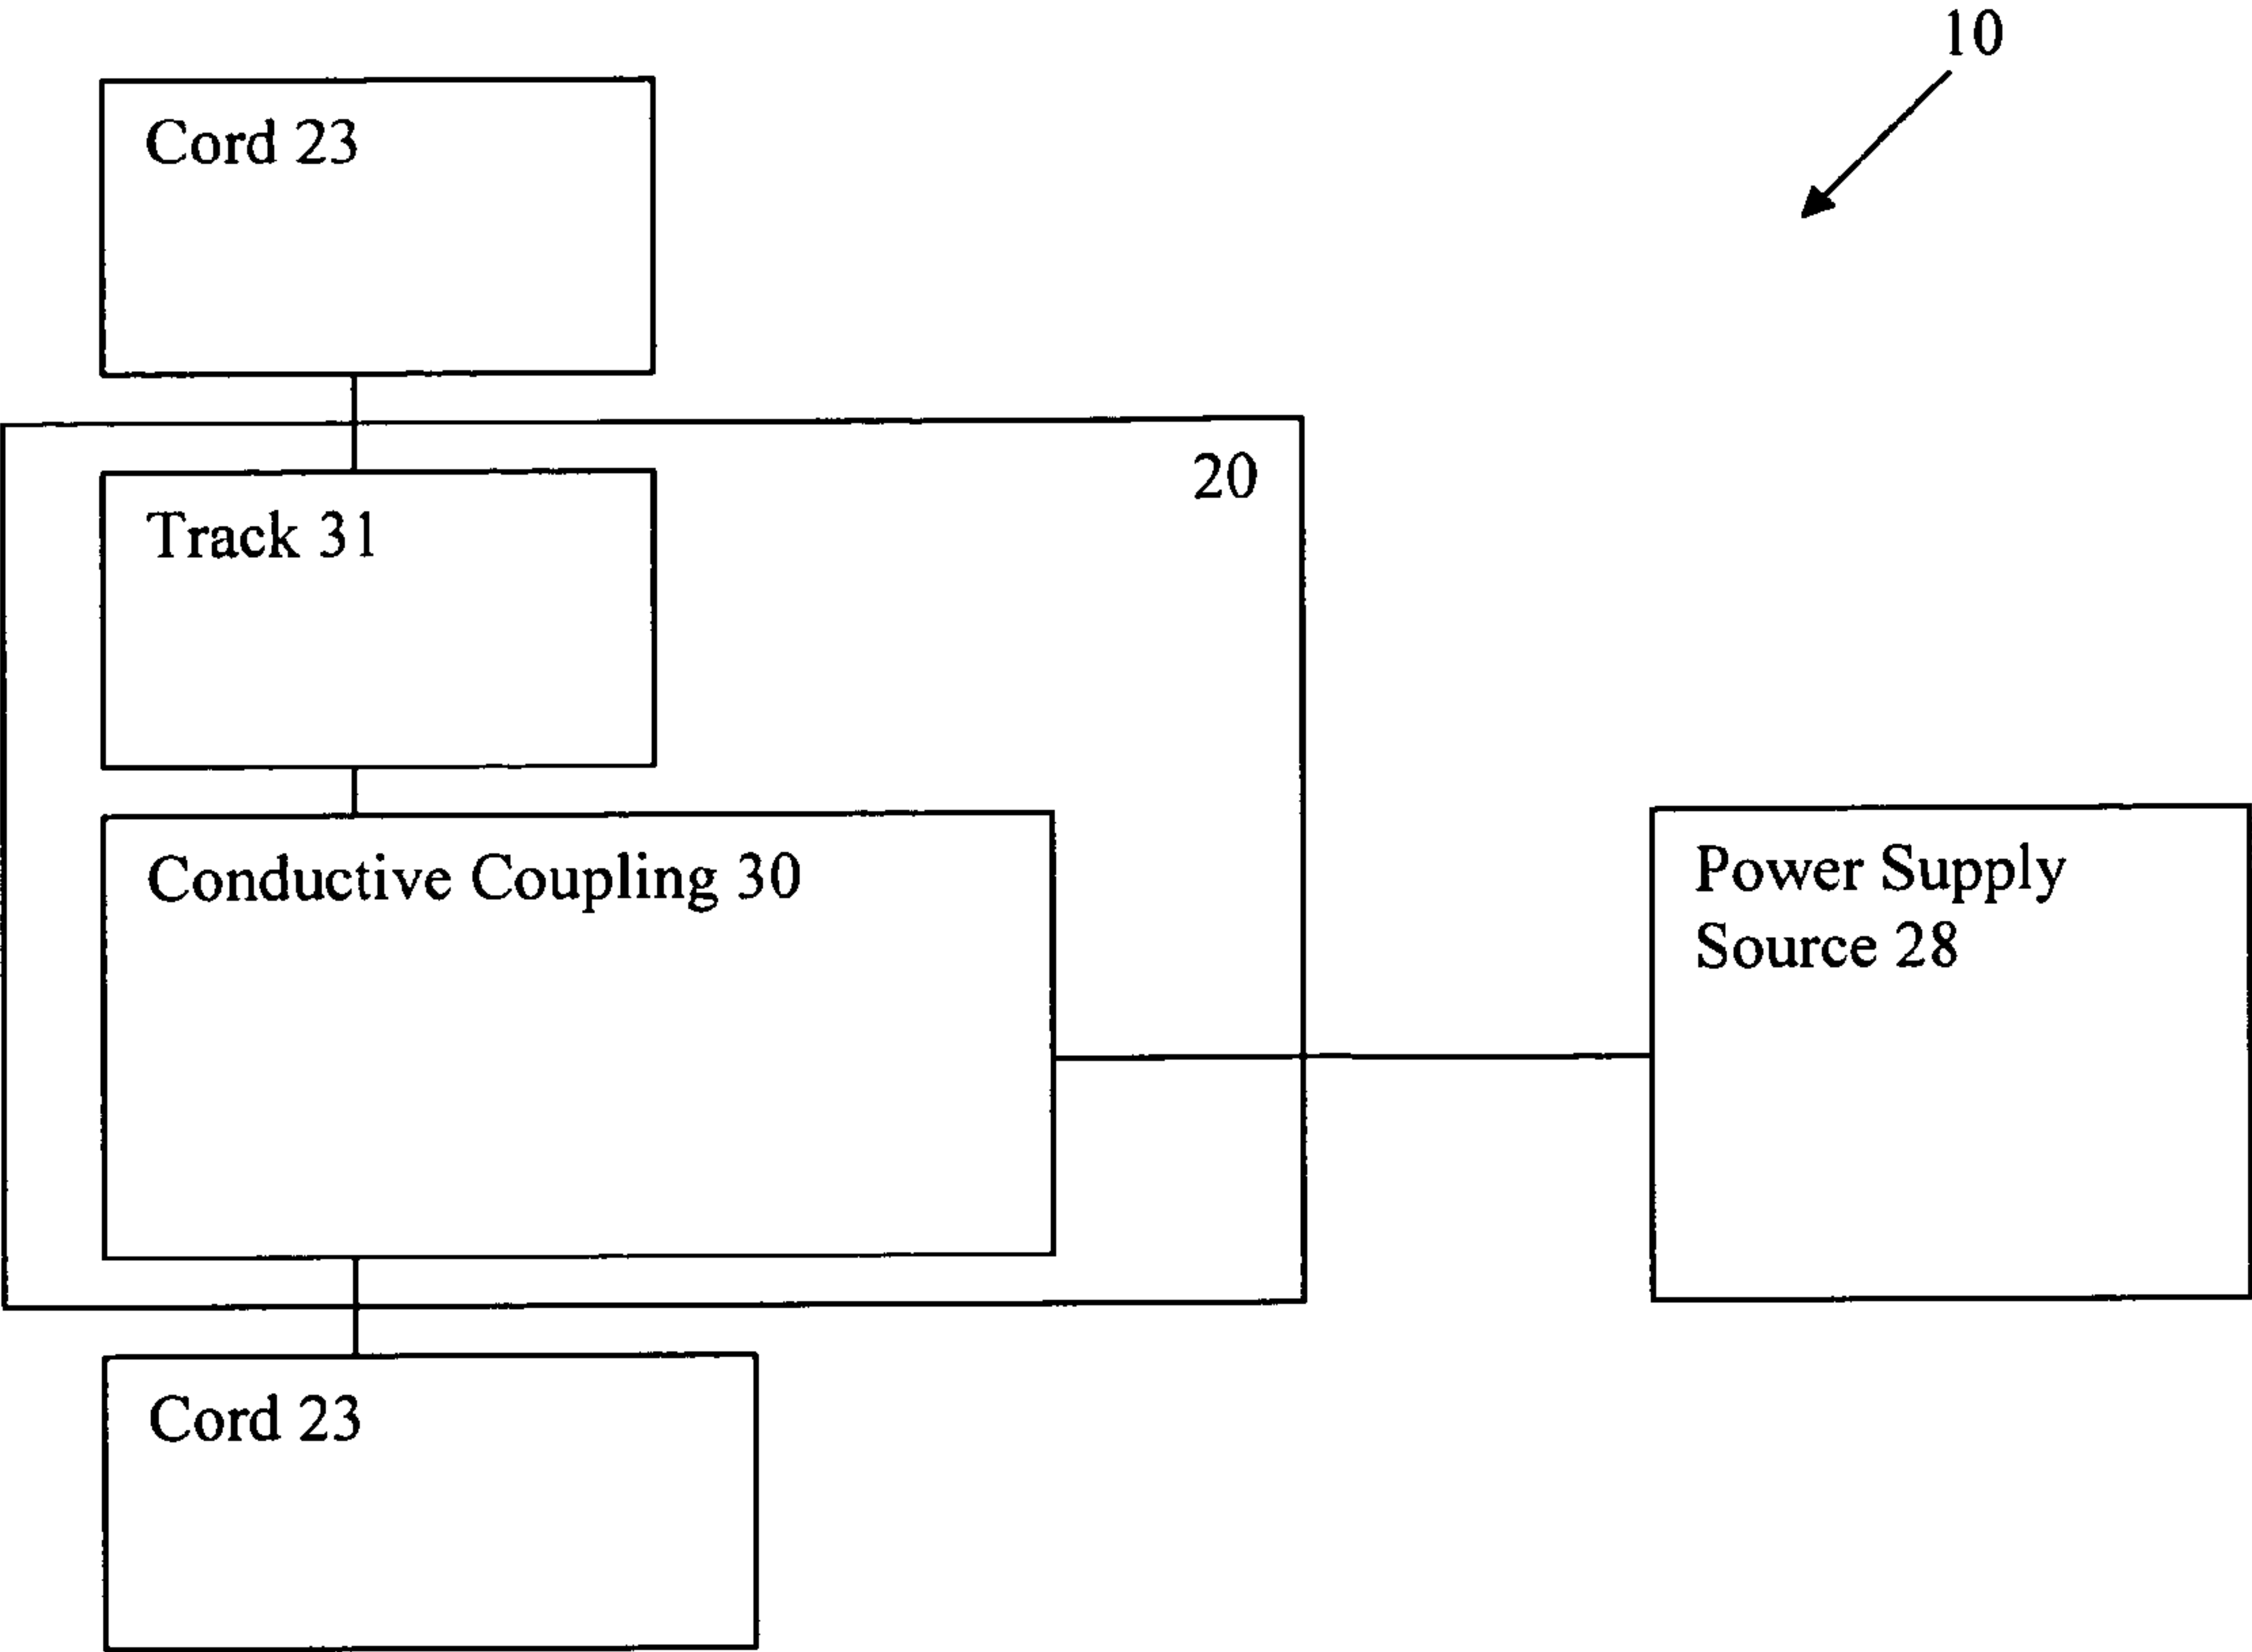 10
Cord 23
20
Track 31
Conductive Coupling 30
Power Supply
Source 28
Cord 23